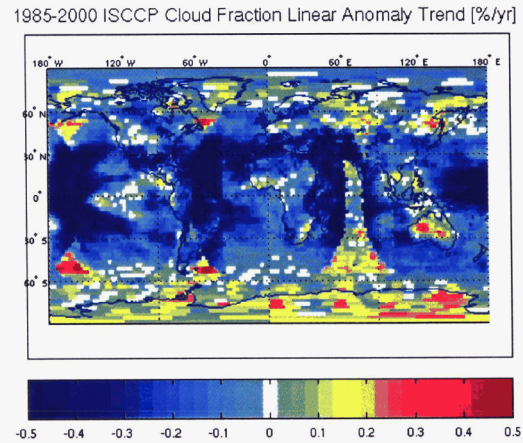 1985-2000 ISCCP Cloud Fraction Linear Anomaly Trend [%/yr]
180° W 120° W 60° W 0° 60° E 120° E 180° E
60° N
30° N
0°
30° S
60° S
-0.5 -0.4 -0.3 -0.2 -0.1 0 0.1 0.2 0.3 0.4 0.5